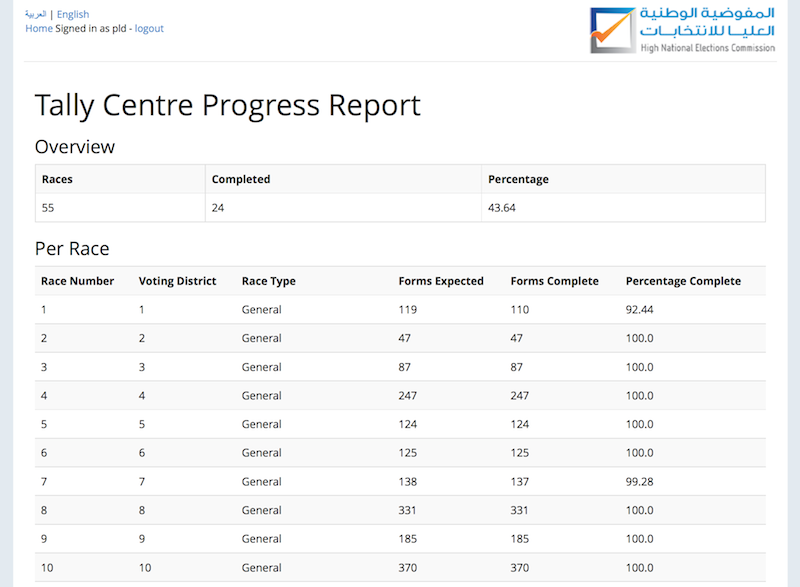 العربية | English
Home Signed in as pld - logout
المفوضية الوطنية
العليا للانتخابات
High National Elections Commission
Tally Centre Progress Report
Overview
Races Completed Percentage
55 24 43.64
Per Race
Race Number Voting District Race Type Forms Expected Forms Complete Percentage Complete
1 1 General 119 110 92.44
2 2 General 47 47 100.0
3 3 General 87 87 100.0
4 4 General 247 247 100.0
5 5 General 124 124 100.0
6 6 General 125 125 100.0
7 7 General 138 137 99.28
8 8 General 331 331 100.0
9 9 General 185 185 100.0
10 10 General 370 370 100.0